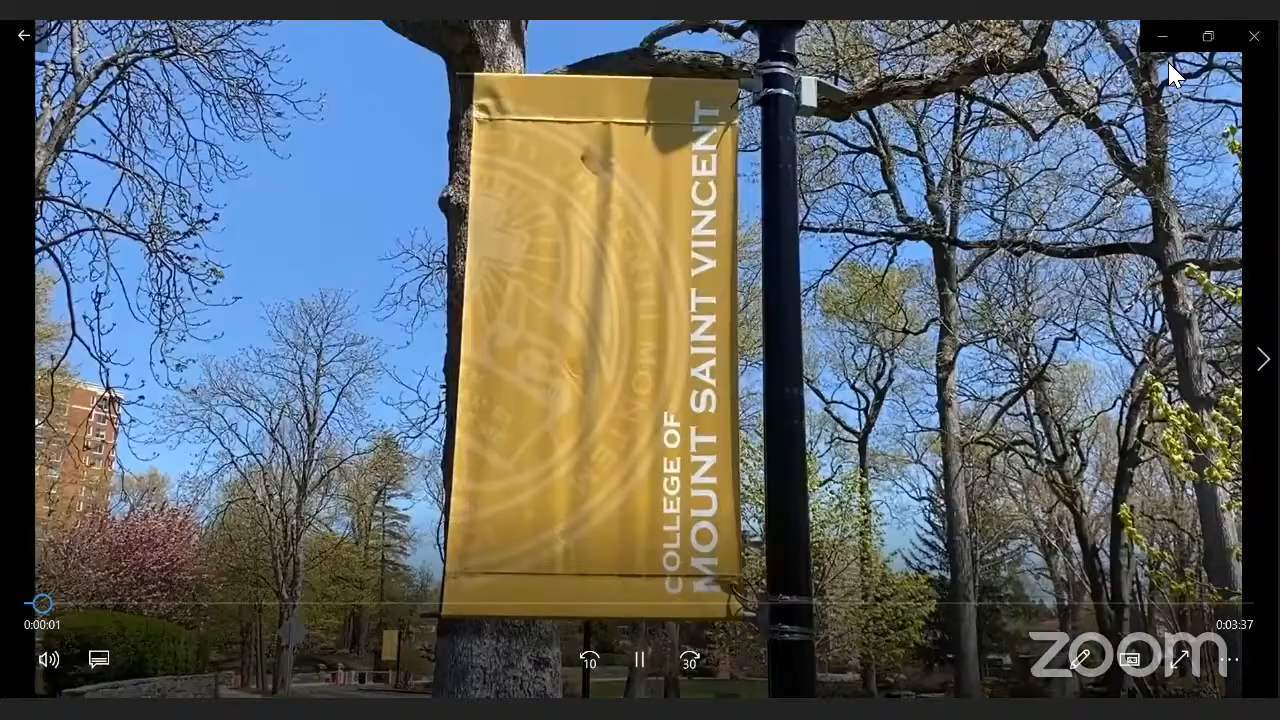 COLLEGE OF
MOUNT SAINT VINCENT
0:00:01
0:03:37
10
30
zoom